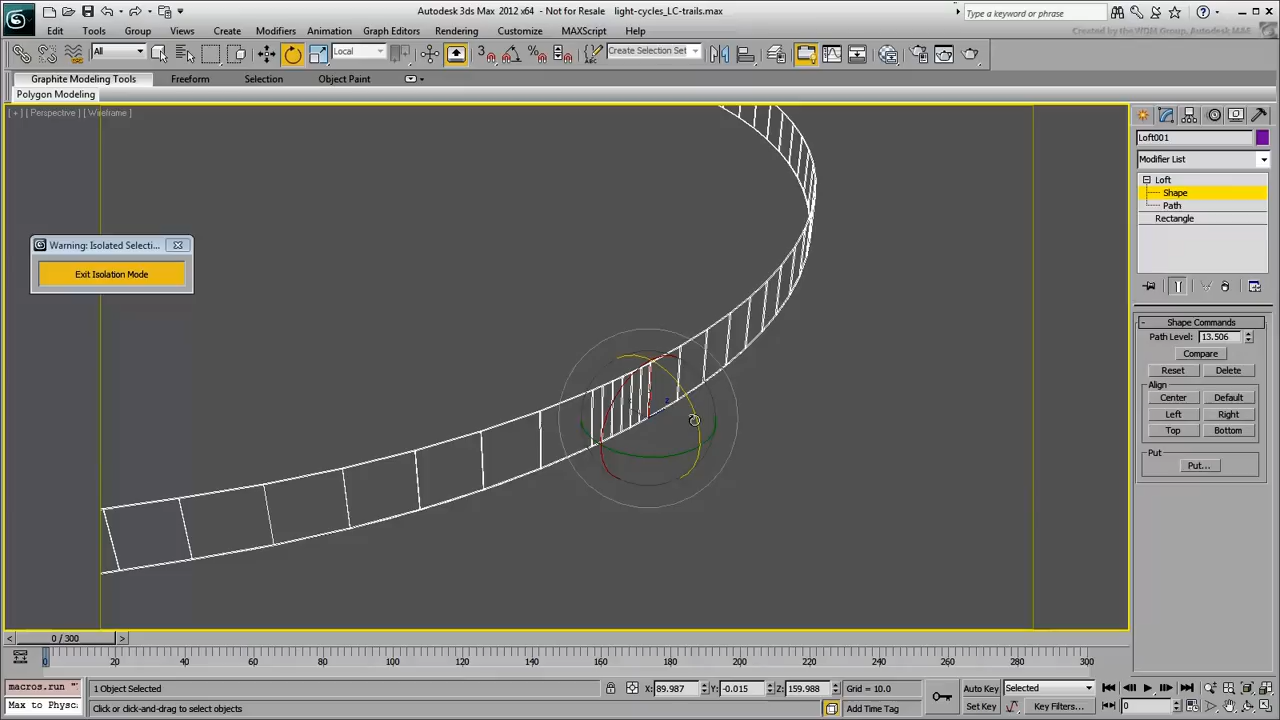 Autodesk 3ds Max 2012 x64 - Not for Resale light-cycles_LC-trails.max
Type a keyword or phrase
Created by the WDM Group, Autodesk M&E
Edit Tools Group Views Create Modifiers Animation Graph Editors Rendering Customize MAXScript Help
All
Local
Create Selection Set
Graphite Modeling Tools Freeform Selection Object Paint
Polygon Modeling
[ + ] [ Perspective ] [ Wireframe ]
Loft001
Modifier List
Loft
Shape
Path
Rectangle
Warning: Isolated Selecti...
Exit Isolation Mode
Shape Commands
Path Level: 13.506
Compare
Reset Delete
Align
Center Default
Left Right
Top Bottom
Put
Put...
z
0 / 300
0 20 40 60 80 100 120 140 160 180 200 220 240 260 280 300
macros.run "
1 Object Selected
X: 89.987 Y: -0.015 Z: 159.988 Grid = 10.0
Auto Key Selected
Max to Physc
Click or click-and-drag to select objects
Add Time Tag
Set Key Key Filters... 0